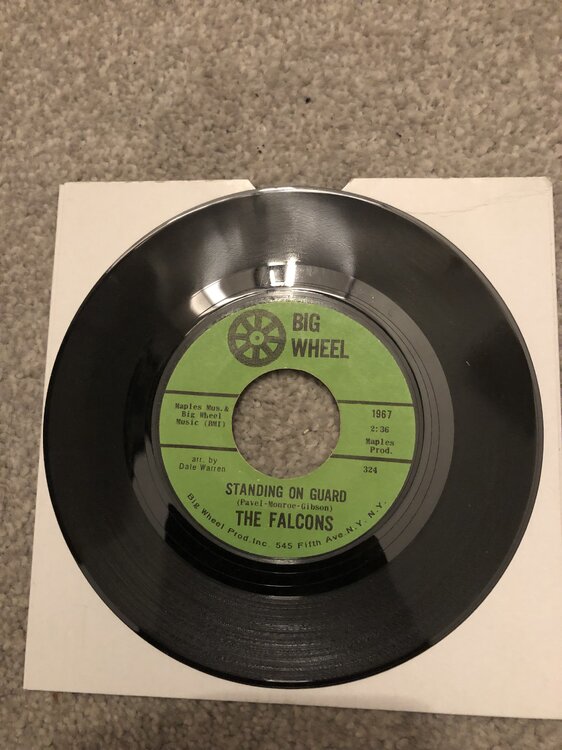 BIG
WHEEL
Maples Mus.&
Big Wheel
Music (BMI)
1967
2:36
Maples
Prod.
arr. by
Dale Warren
324
STANDING ON GUARD
(Pavel-Monroe-Gibson)
THE FALCONS
Big Wheel Prod.Inc. 545 Fifth Ave.N.Y. N.Y.